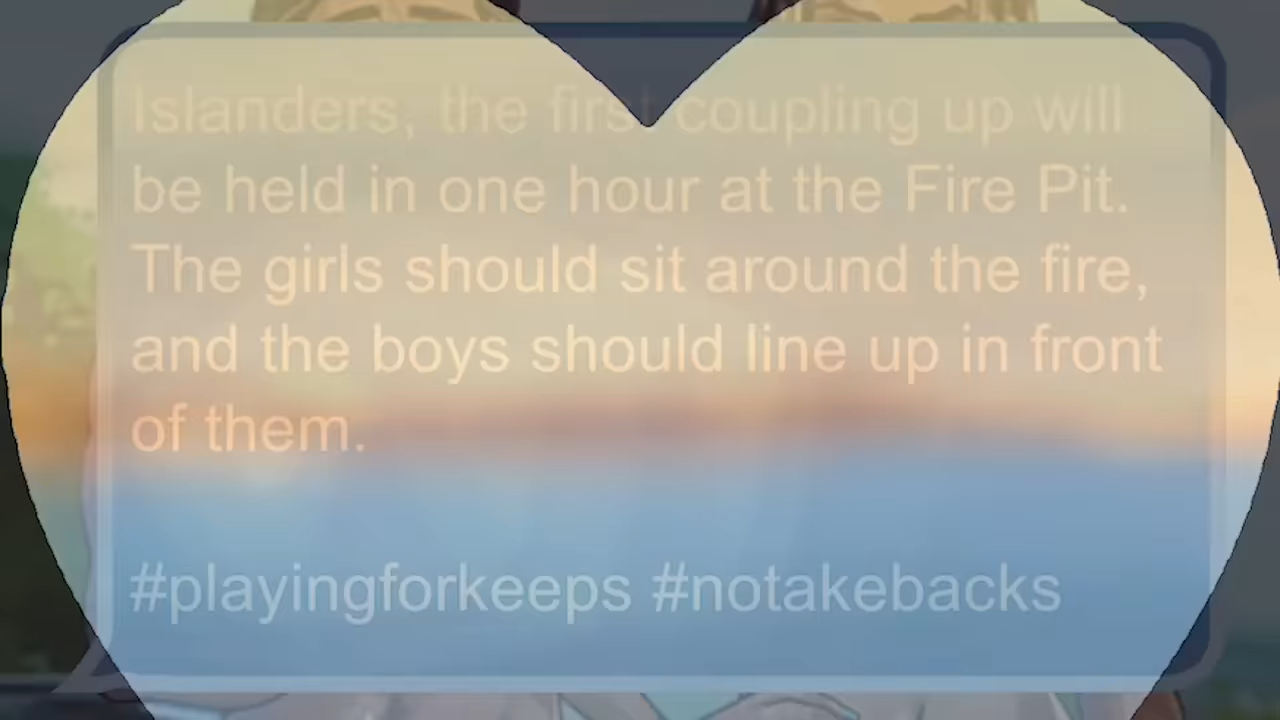 Islanders, the first coupling up will
be held in one hour at the Fire Pit.
The girls should sit around the fire,
and the boys should line up in front
of them.
#playingforkeeps #notakebacks